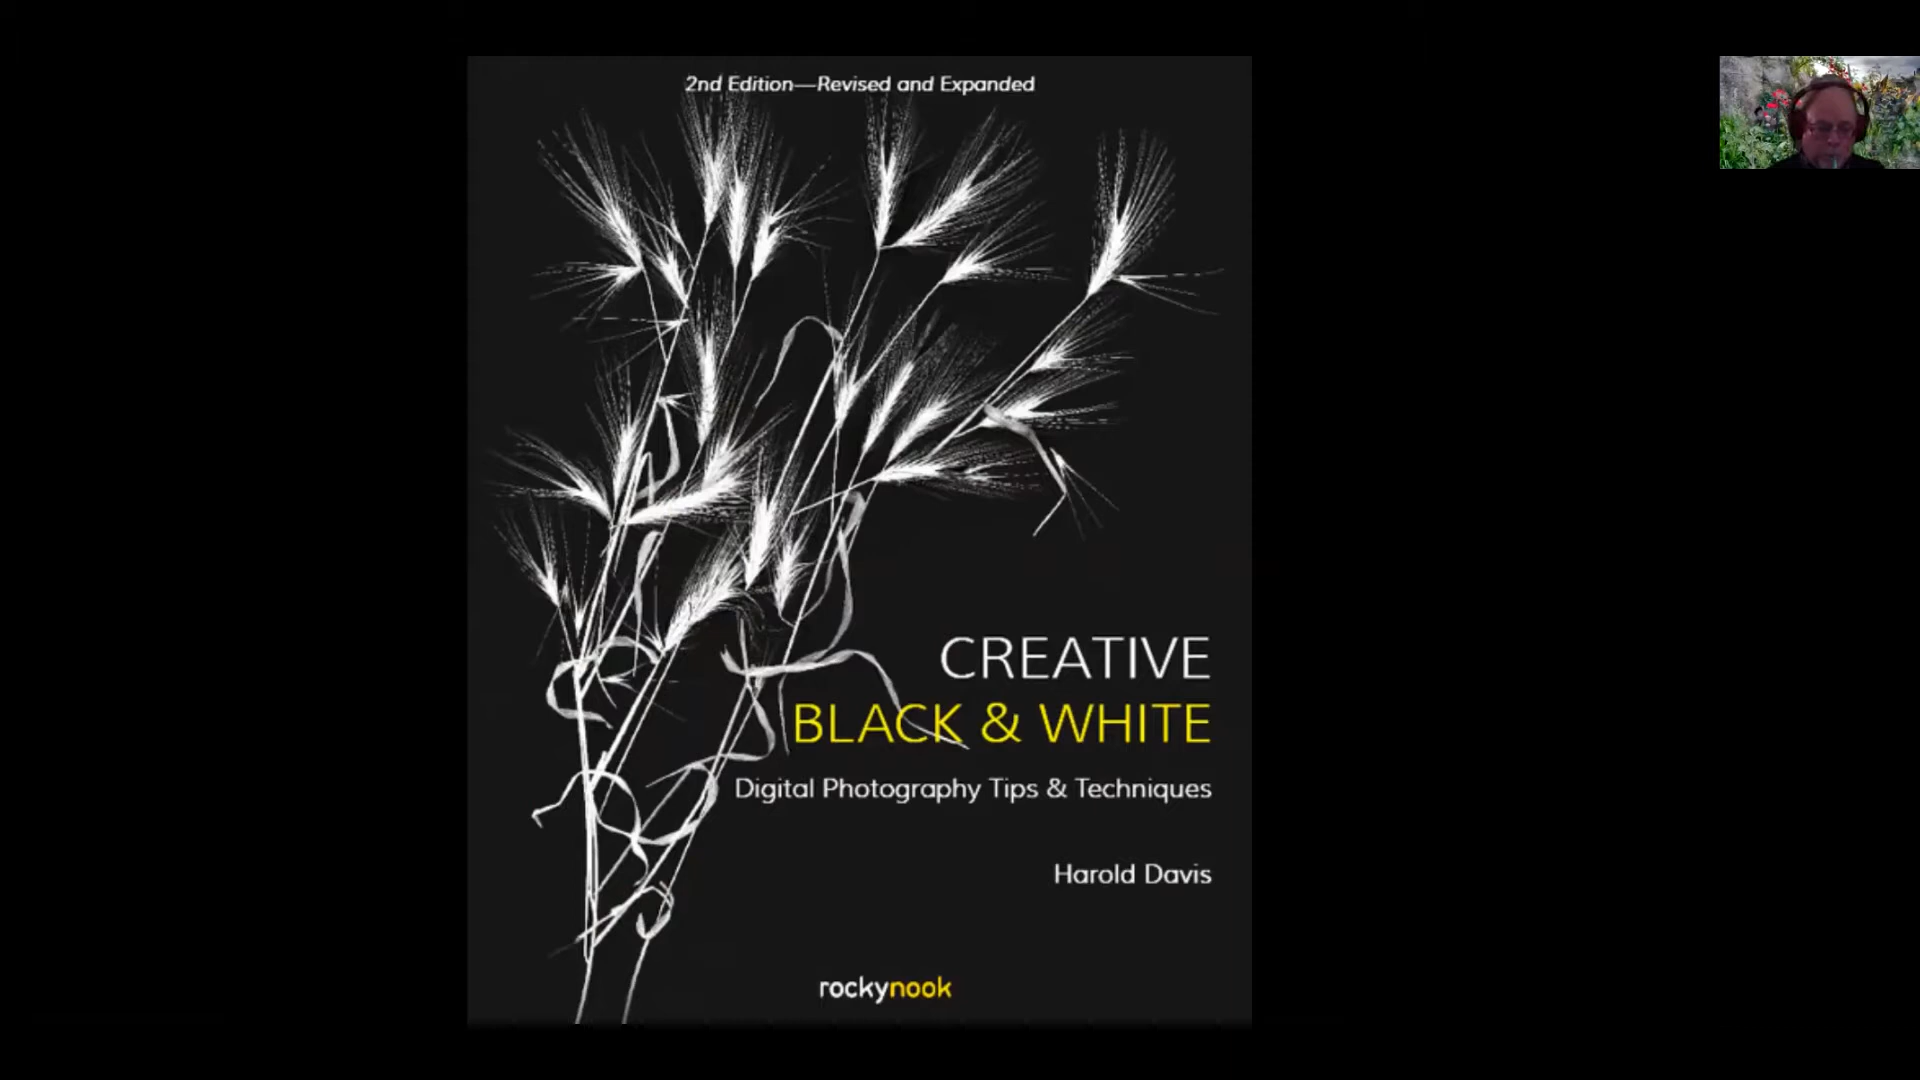 2nd Edition—Revised and Expanded
CREATIVE
BLACK & WHITE
Digital Photography Tips & Techniques
Harold Davis
rockynook